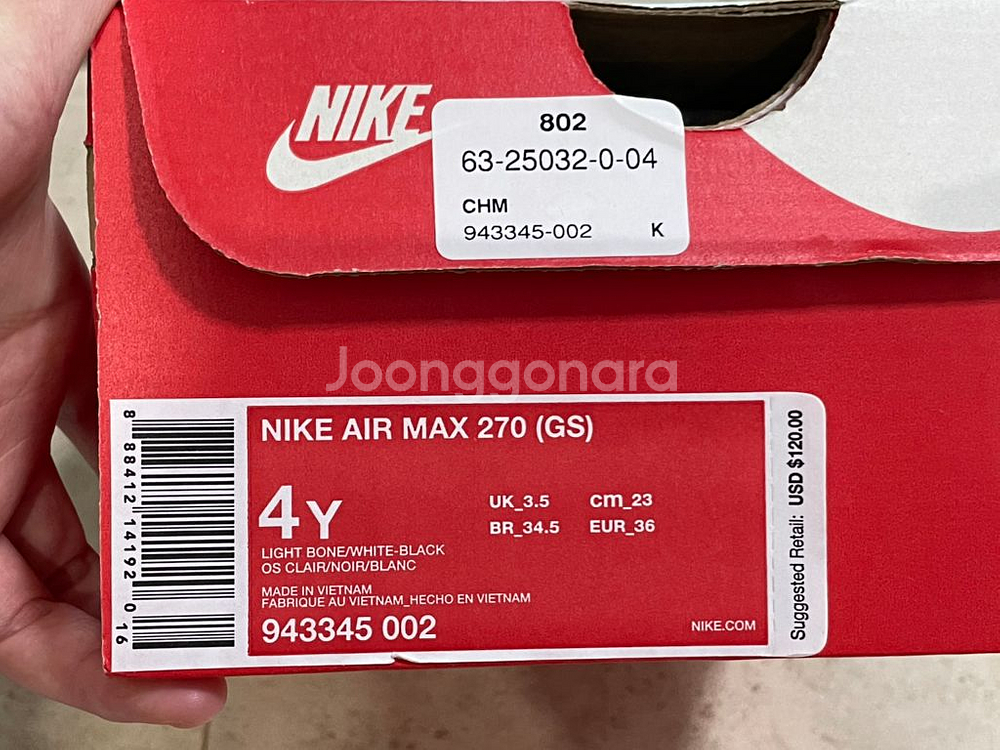 NIKE
802
63-25032-0-04
CHM
943345-002 K
Joonggonara
NIKE AIR MAX 270 (GS)
4Y
UK_3.5 cm_23
BR_34.5 EUR_36
LIGHT BONE/WHITE-BLACK
OS CLAIR/NOIR/BLANC
MADE IN VIETNAM
FABRIQUE AU VIETNAM_HECHO EN VIETNAM
943345 002
NIKE.COM
Suggested Retail: USD $120.00
8 88412 14192 0 16